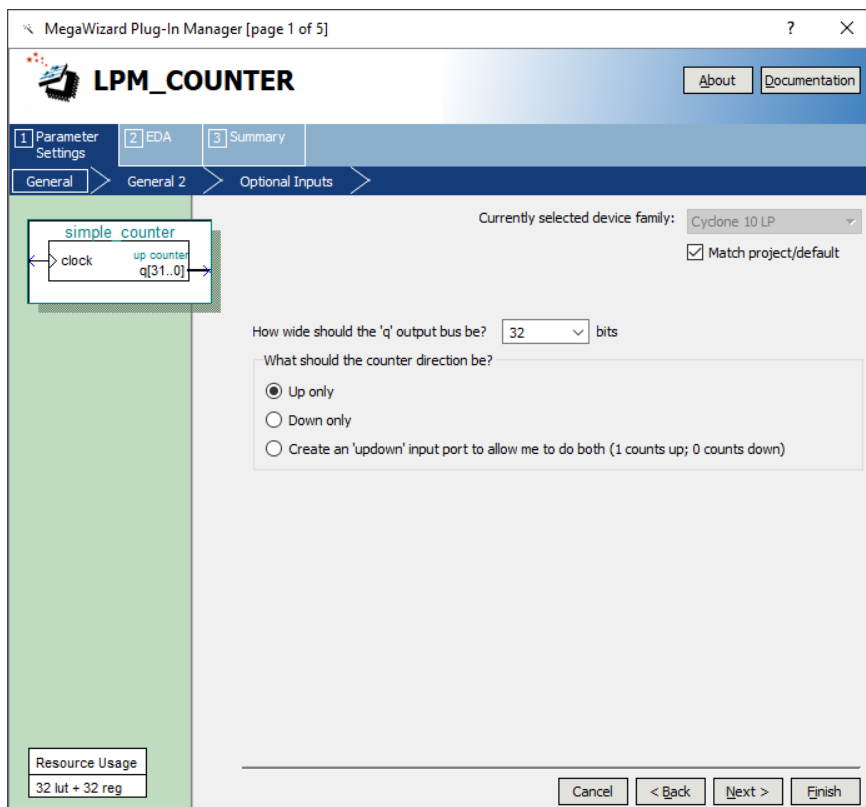 MegaWizard Plug-In Manager [page 1 of 5]
?
LPM_COUNTER
About
Documentation
1 Parameter Settings
2 EDA
3 Summary
General
General 2
Optional Inputs
simple_counter
clock
up counter
q[31..0]
Currently selected device family:
Cyclone 10 LP
Match project/default
How wide should the 'q' output bus be?
32
bits
What should the counter direction be?
Up only
Down only
Create an 'updown' input port to allow me to do both (1 counts up; 0 counts down)
Resource Usage
32 lut + 32 reg
Cancel
< Back
Next >
Finish